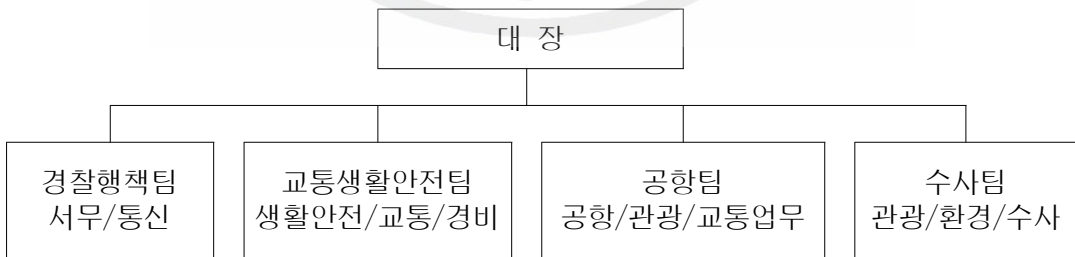 대 장
경찰행책팀
서무/통신
교통생활안전팀
생활안전/교통/경비
공항팀
공항/관광/교통업무
수사팀
관광/환경/수사